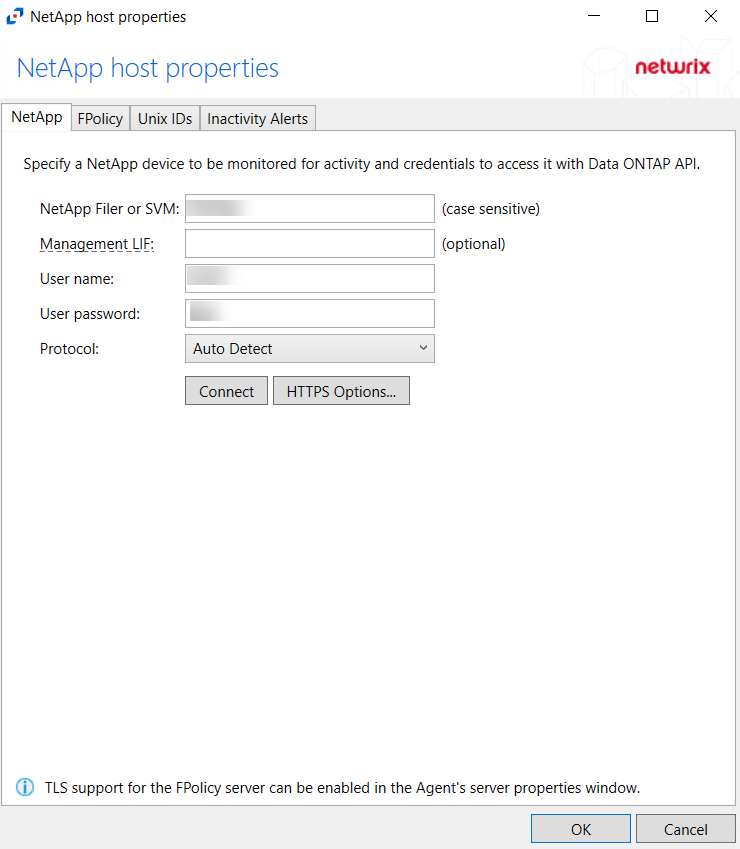 NetApp host properties
NetApp host properties
netwrix
NetApp FPolicy Unix IDs Inactivity Alerts
Specify a NetApp device to be monitored for activity and credentials to access it with Data ONTAP API.
NetApp Filer or SVM: (case sensitive)
Management LIF: (optional)
User name:
User password:
Protocol: Auto Detect
Connect HTTPS Options...
TLS support for the FPolicy server can be enabled in the Agent's server properties window.
OK Cancel